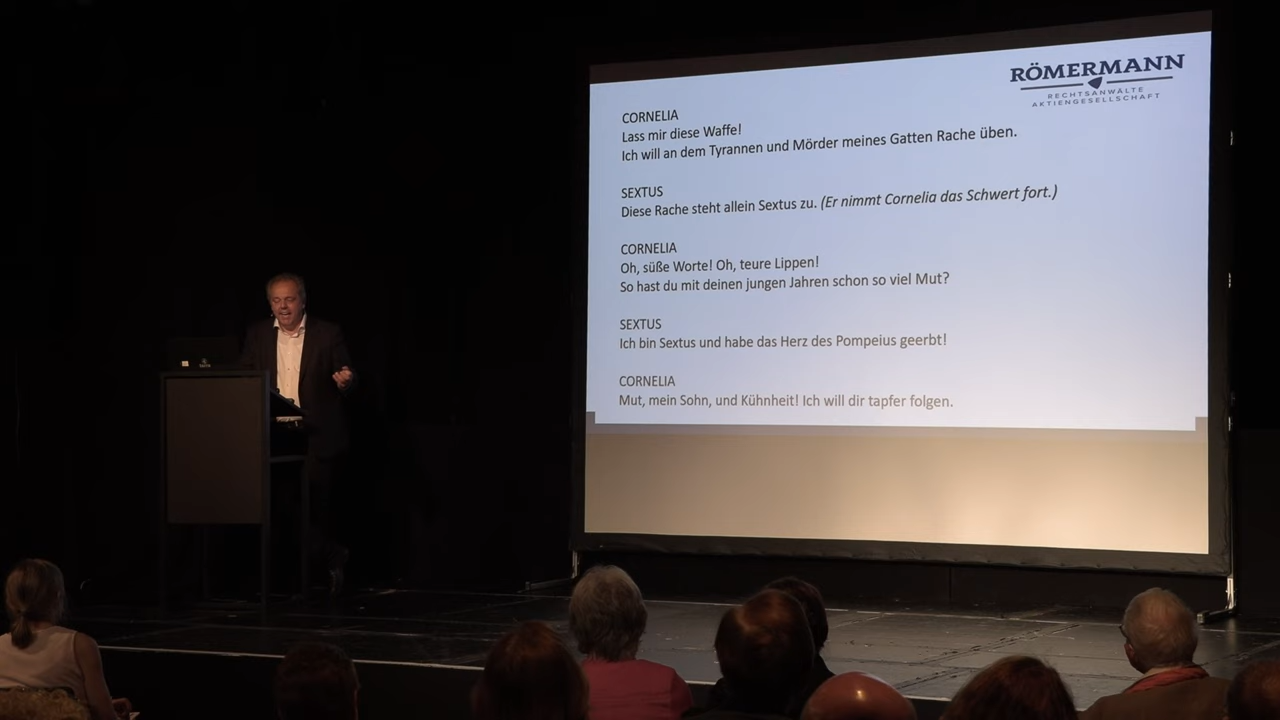 RÖMERMANN
RECHTSANWÄLTE
AKTIENGESELLSCHAFT
CORNELIA
Lass mir diese Waffe!
Ich will an dem Tyrannen und Mörder meines Gatten Rache üben.
SEXTUS
Diese Rache steht allein Sextus zu. (Er nimmt Cornelia das Schwert fort.)
CORNELIA
Oh, süße Worte! Oh, teure Lippen!
So hast du mit deinen jungen Jahren schon so viel Mut?
SEXTUS
Ich bin Sextus und habe das Herz des Pompeius geerbt!
CORNELIA
Mut, mein Sohn, und Kühnheit! Ich will dir tapfer folgen.